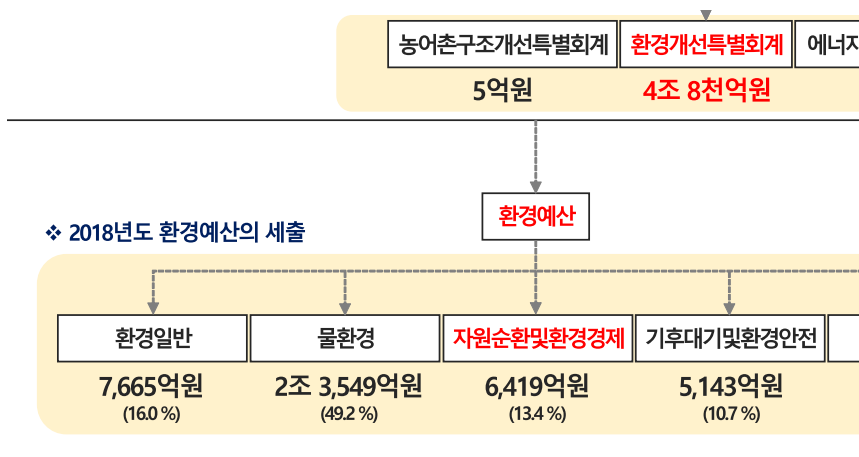 농어촌구조개선특별회계 환경개선특별회계 에너지
5억원 4조 8천억원
환경예산
❖ 2018년도 환경예산의 세출
환경일반 물환경 자원순환및환경경제 기후대기및환경안전
7,665억원 2조 3,549억원 6,419억원 5,143억원
(16.0 %) (49.2 %) (13.4 %) (10.7 %)